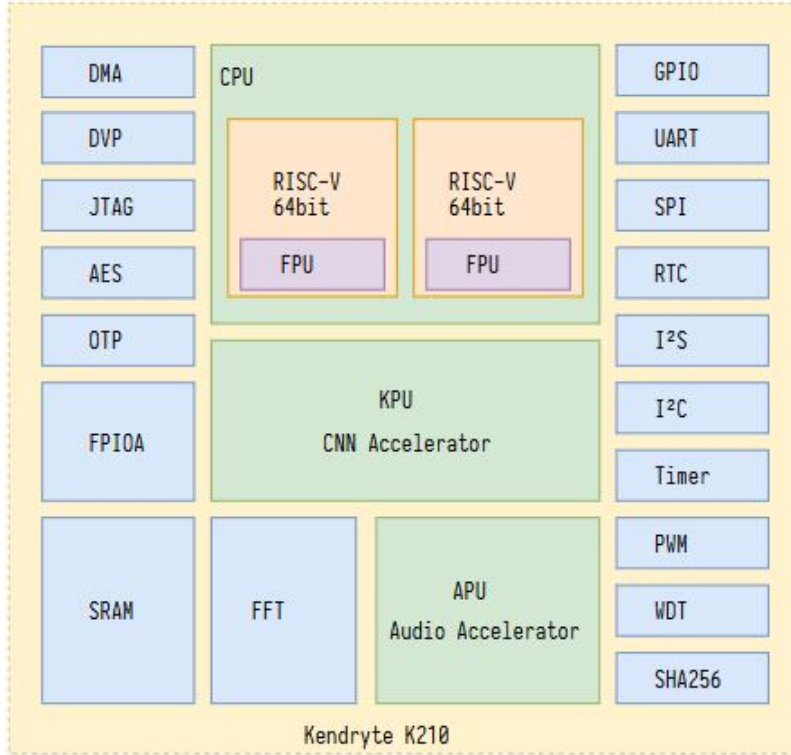 DMA
DVP
JTAG
AES
OTP
FPIOA
SRAM
CPU
RISC-V
64bit
FPU
RISC-V
64bit
FPU
KPU
CNN Accelerator
FFT
APU
Audio Accelerator
GPIO
UART
SPI
RTC
I²S
I²C
Timer
PWM
WDT
SHA256
Kendryte K210